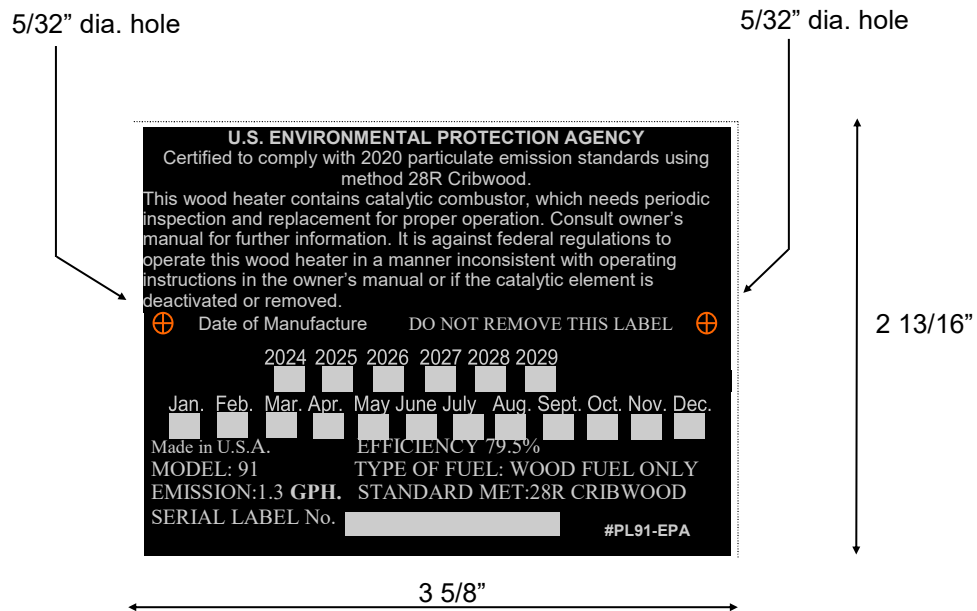 5/32” dia. hole
5/32” dia. hole
U.S. ENVIRONMENTAL PROTECTION AGENCY
Certified to comply with 2020 particulate emission standards using
method 28R Cribwood.
This wood heater contains catalytic combustor, which needs periodic
inspection and replacement for proper operation. Consult owner’s
manual for further information. It is against federal regulations to
operate this wood heater in a manner inconsistent with operating
instructions in the owner’s manual or if the catalytic element is
deactivated or removed.
Date of Manufacture DO NOT REMOVE THIS LABEL
2 13/16”
2024 2025 2026 2027 2028 2029
Jan. Feb. Mar. Apr. May June July Aug. Sept. Oct. Nov. Dec.
Made in U.S.A. EFFICIENCY 79.5%
MODEL: 91 TYPE OF FUEL: WOOD FUEL ONLY
EMISSION:1.3 GPH. STANDARD MET:28R CRIBWOOD
SERIAL LABEL No.
#PL91-EPA
3 5/8”